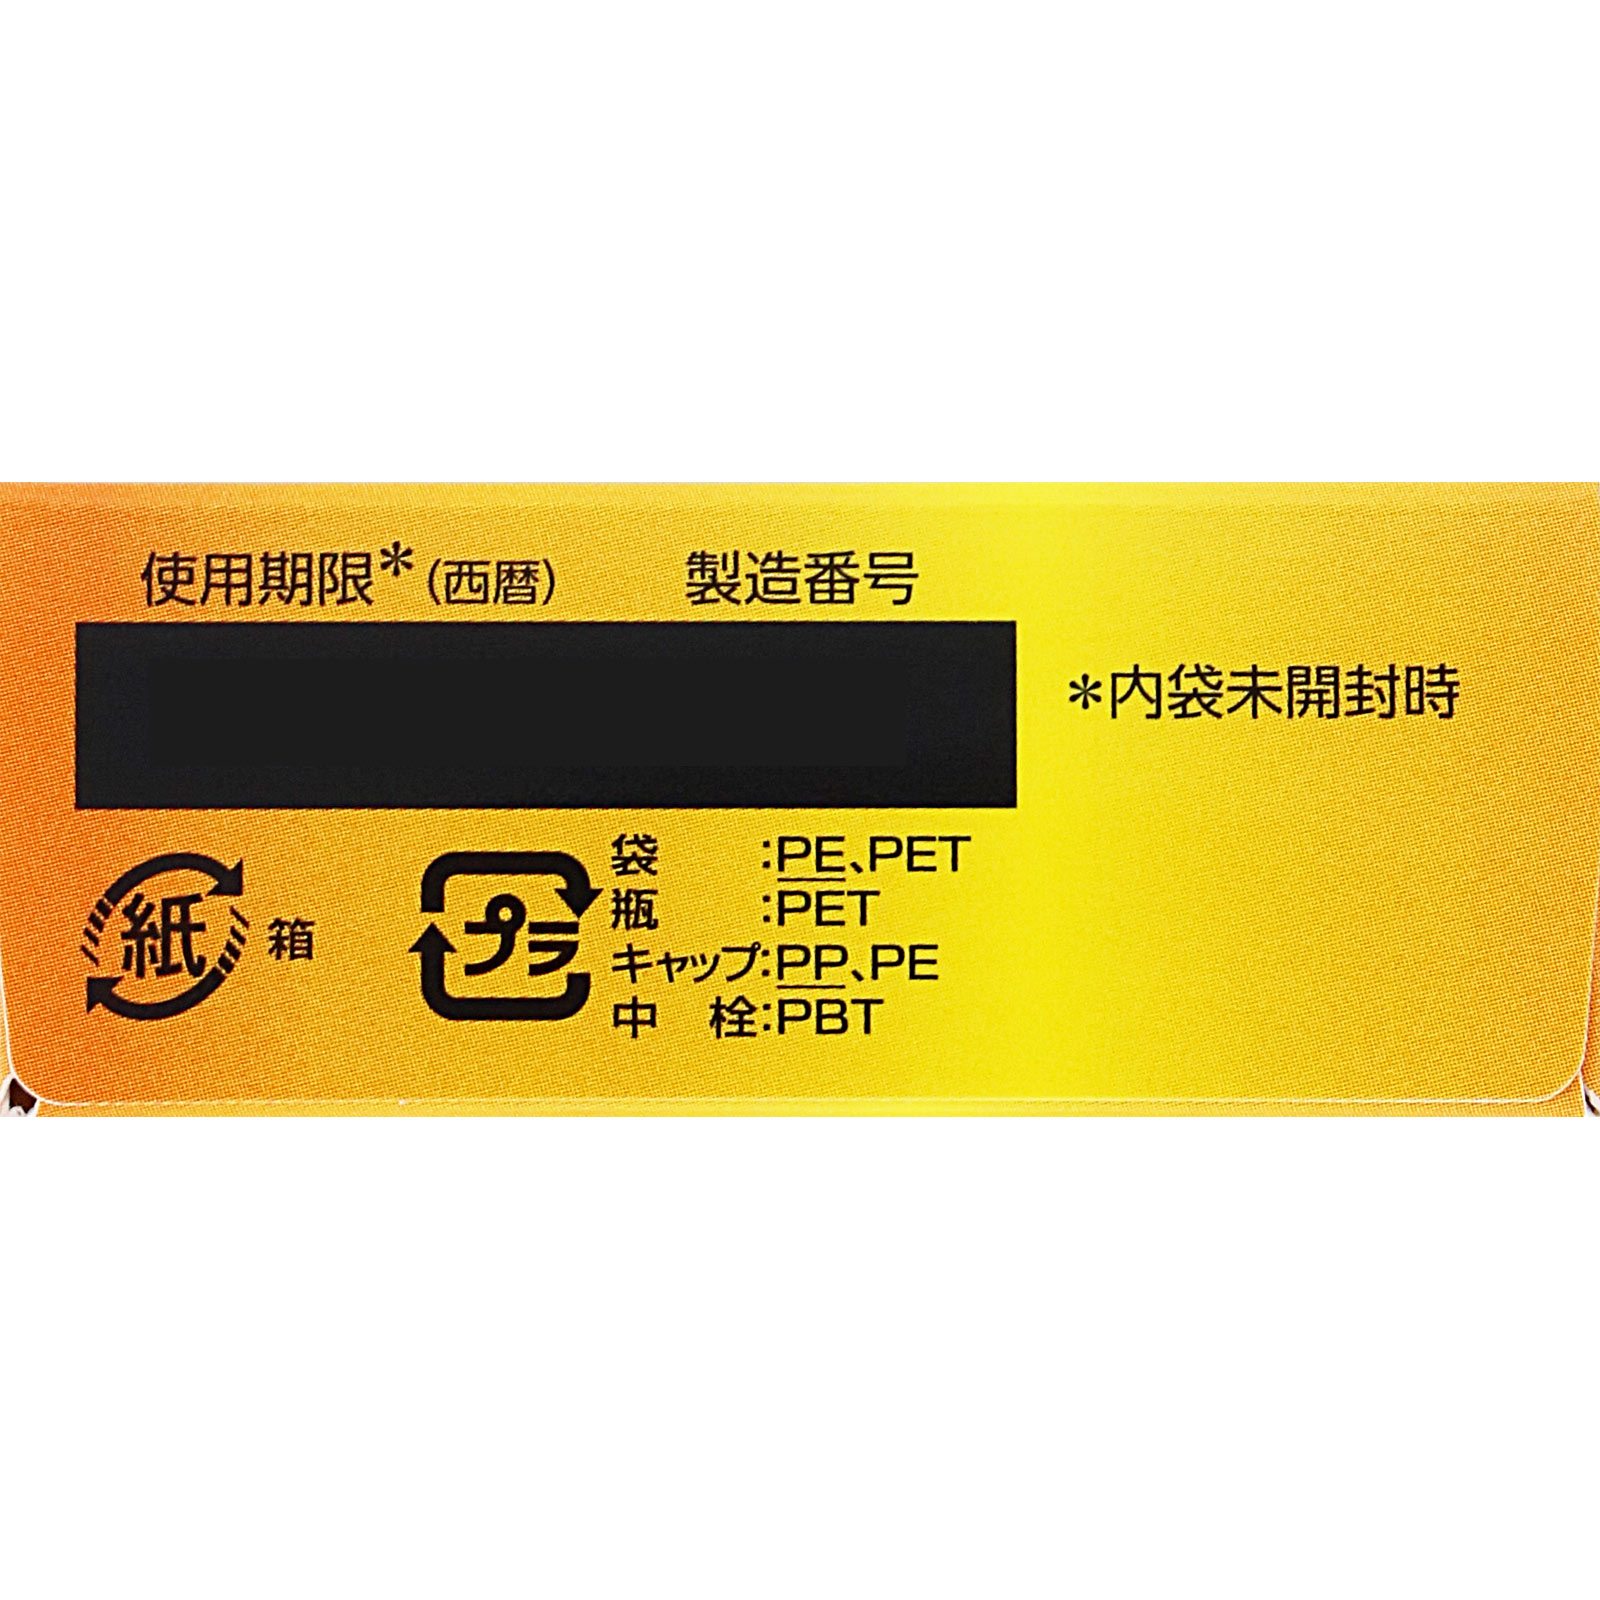 使用期限*(西暦) 製造番号
*内袋未開封時
紙 箱
プラ
袋 :PE、PET
瓶 :PET
キャップ:PP、PE
中 栓:PBT